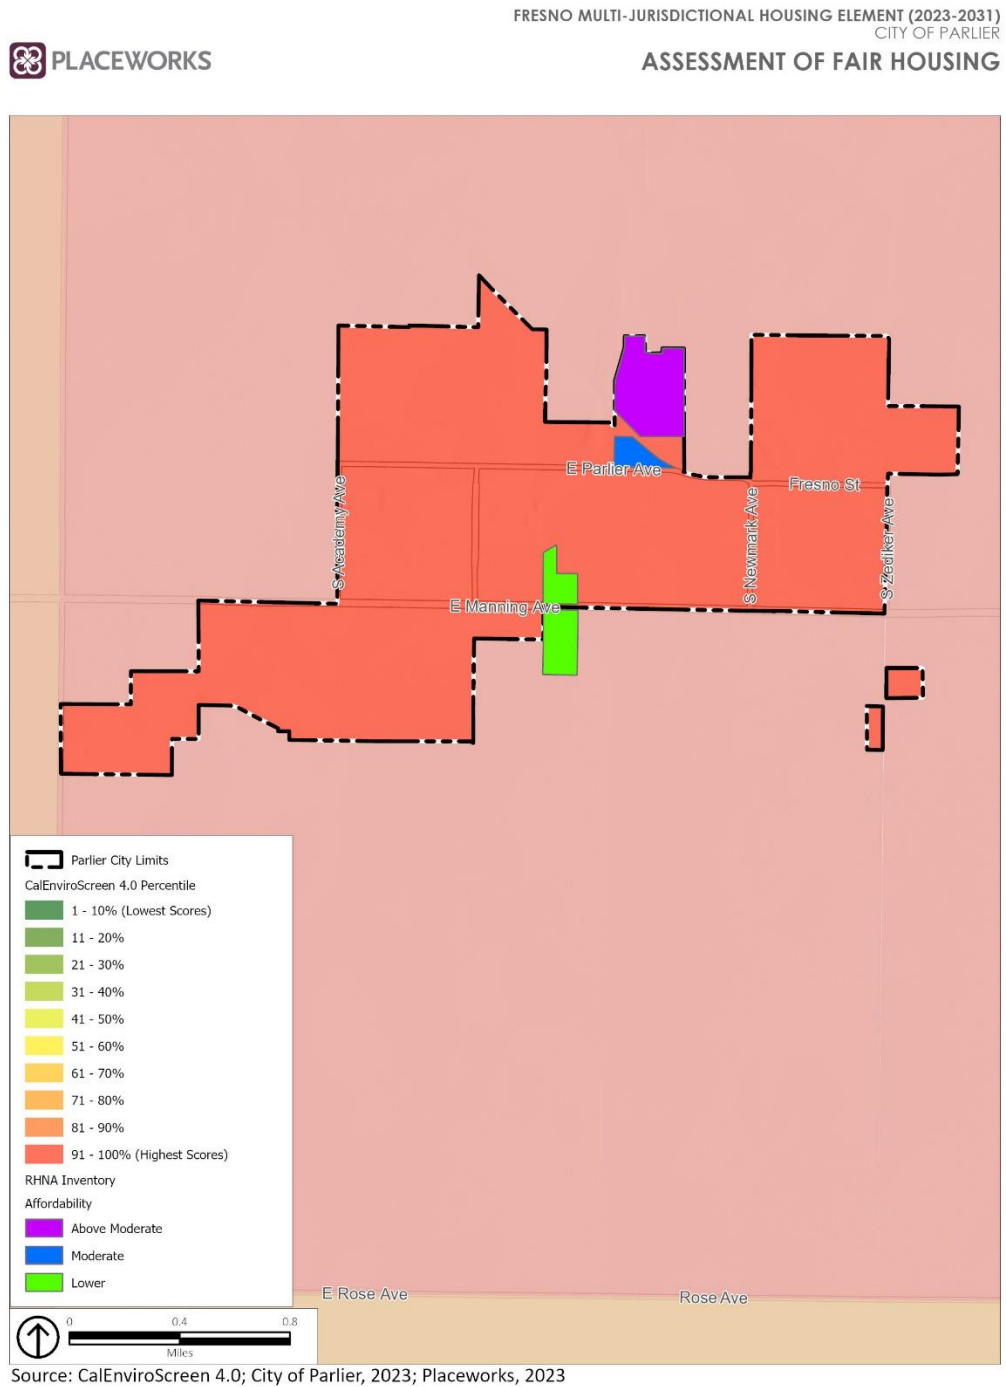 FRESNO MULTI-JURISDICTIONAL HOUSING ELEMENT (2023-2031)
CITY OF PARLIER
PLACEWORKS
ASSESSMENT OF FAIR HOUSING
E Parlier Ave
Fresno St
S Academy Ave
S Newmark Ave
S Zediker Ave
E Manning Ave
Parlier City Limits
CalEnviroScreen 4.0 Percentile
1 - 10% (Lowest Scores)
11 - 20%
21 - 30%
31 - 40%
41 - 50%
51 - 60%
61 - 70%
71 - 80%
81 - 90%
91 - 100% (Highest Scores)
RHNA Inventory
Affordability
Above Moderate
Moderate
Lower
E Rose Ave
Rose Ave
0 0.4 0.8
Miles
Source: CalEnviroScreen 4.0; City of Parlier, 2023; Placeworks, 2023